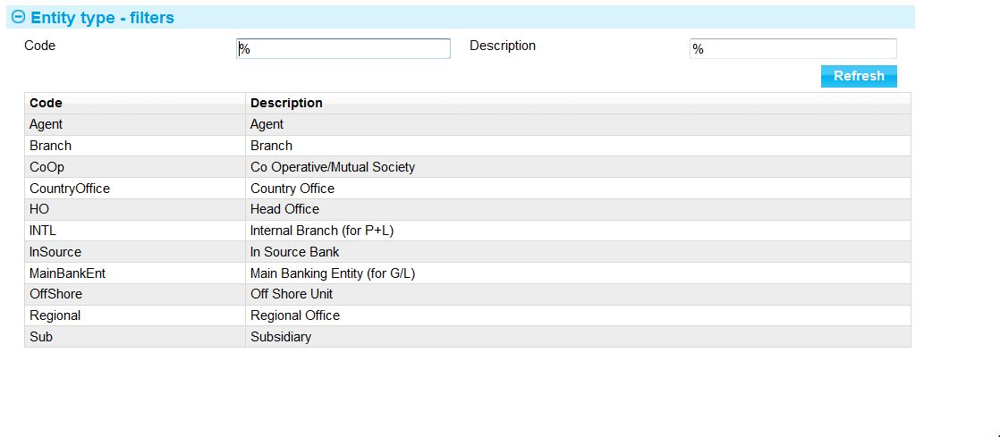 Entity type - filters
Code % Description %
Refresh
Code Description
Agent Agent
Branch Branch
CoOp Co Operative/Mutual Society
CountryOffice Country Office
HO Head Office
INTL Internal Branch (for P+L)
InSource In Source Bank
MainBankEnt Main Banking Entity (for G/L)
OffShore Off Shore Unit
Regional Regional Office
Sub Subsidiary